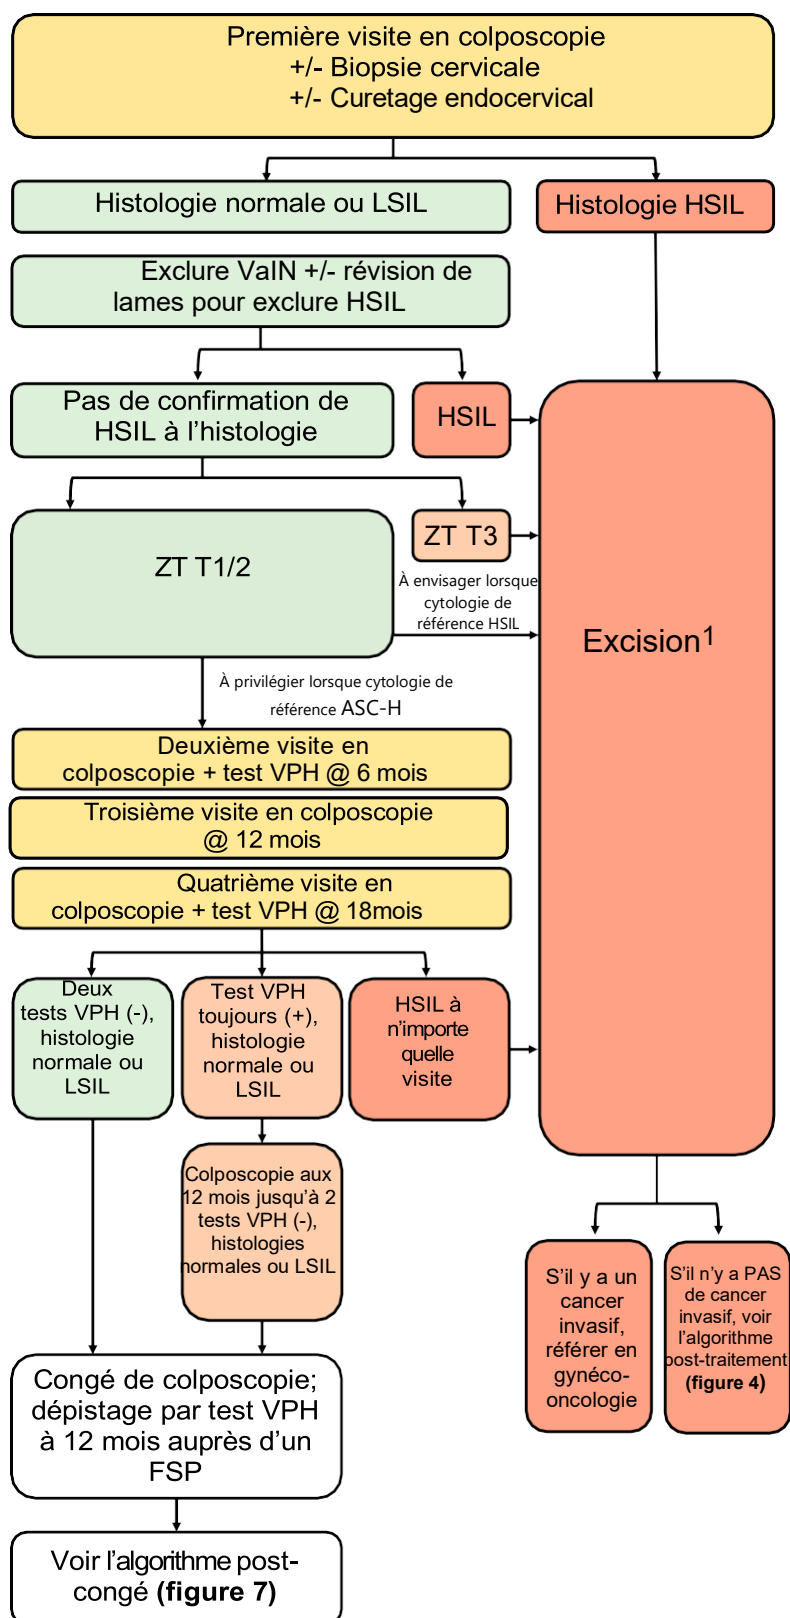 Première visite en colposcopie
+/- Biopsie cervicale
+/- Curetage endocervical
Histologie normale ou LSIL
Histologie HSIL
Exclure VaIN +/- révision de
lames pour exclure HSIL
Pas de confirmation de
HSIL à l’histologie
HSIL
ZT T1/2
ZT T3
À envisager lorsque
cytologie de
référence HSIL
Excision1
À privilégier lorsque cytologie de
référence ASC-H
Deuxième visite en
colposcopie + test VPH @ 6 mois
Troisième visite en colposcopie
@ 12 mois
Quatrième visite en
colposcopie + test VPH @ 18mois
Deux
tests VPH (-),
histologie
normale ou
LSIL
Test VPH
toujours (+),
histologie
normale ou
LSIL
HSIL à
n’importe
quelle
visite
Colposcopie aux
12 mois jusqu’à 2
tests VPH (-),
histologies
normales ou LSIL
S’il y a un
cancer
invasif,
référer en
gynéco-
oncologie
S’il n’y a PAS
de cancer
invasif, voir
l’algorithme
post-traitement
(figure 4)
Congé de colposcopie;
dépistage par test VPH
à 12 mois auprès d’un
FSP
Voir l’algorithme post-
congé (figure 7)